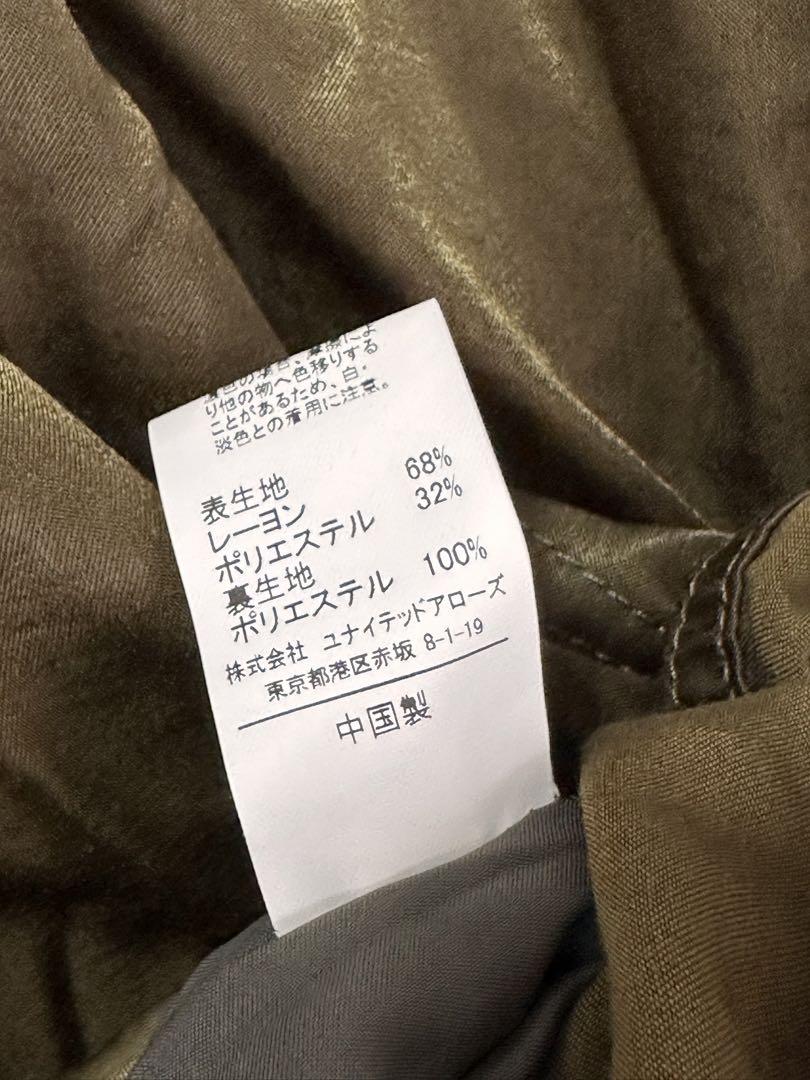 り他の物へ色移りする
ことがあるため、白・
淡色との着用に注意。
表生地
レーヨン 68%
ポリエステル 32%
裏生地
ポリエステル 100%
株式会社 ユナイテッドアローズ
東京都港区赤坂 8-1-19
中国製